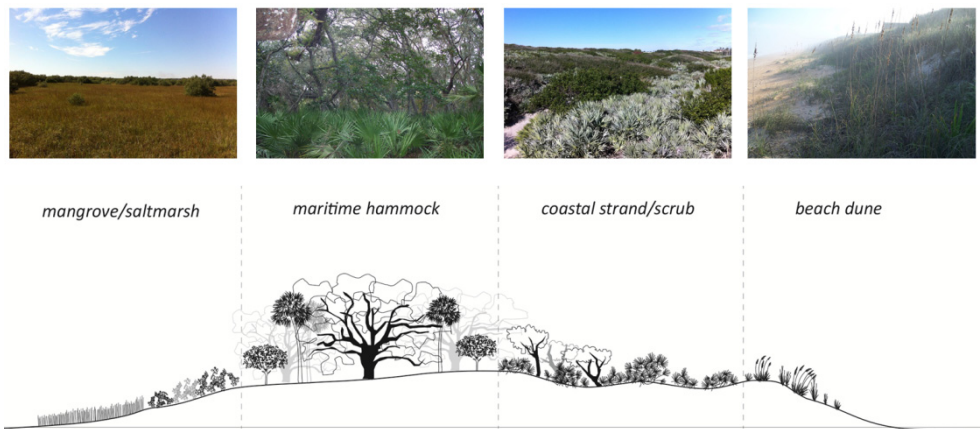 mangrove/saltmarsh
maritime hammock
coastal strand/scrub
beach dune